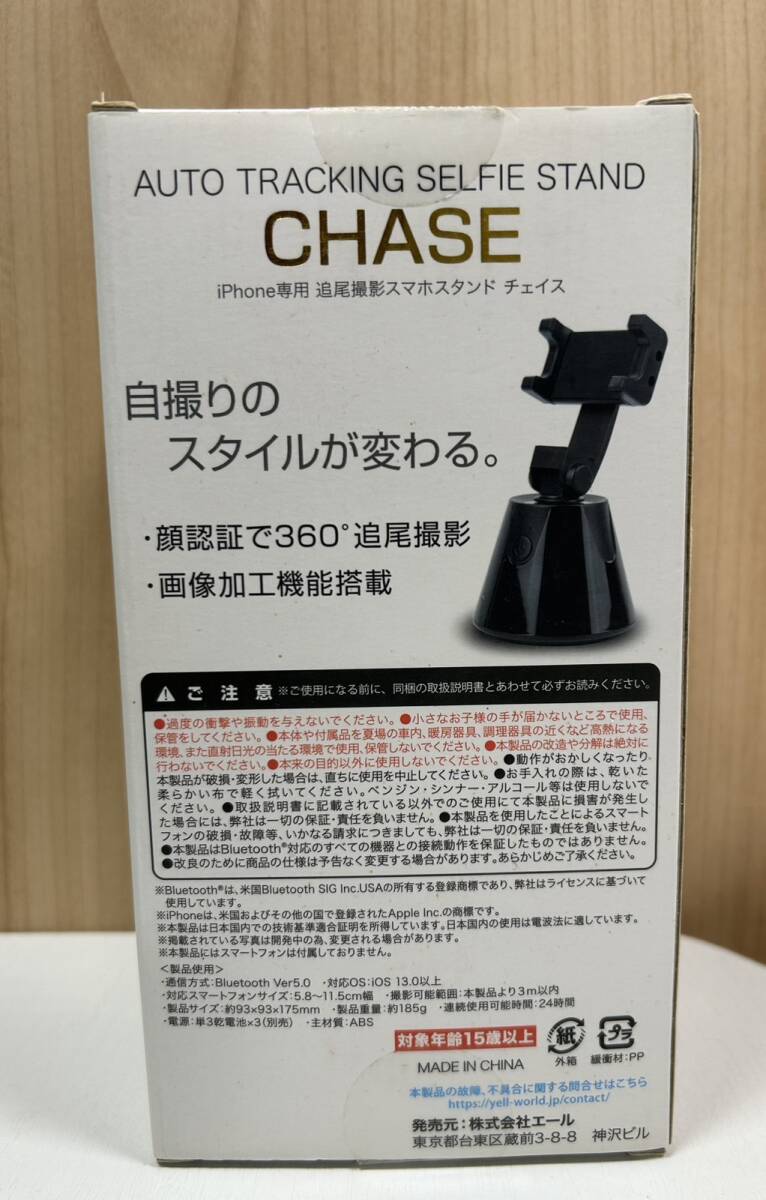 AUTO TRACKING SELFIE STAND
CHASE
iPhone専用 追尾撮影スマホスタンド チェイス
自撮りの
スタイルが変わる。
・顔認証で360°追尾撮影
・画像加工機能搭載
ご注意 ※ご使用になる前に、同梱の取扱説明書とあわせて必ずお読みください。
●過度の衝撃や振動を与えないでください。●小さなお子様の手が届かないところで使用、
保管をしてください。●本体や付属品を夏場の車内、暖房器具、調理器具の近くなど高熱になる
環境、また直射日光の当たる環境で使用、保管しないでください。●本製品の改造や分解は絶対に
行わないでください。●本来の目的以外に使用しないでください。●動作がおかしくなったり、
本製品が破損・変形した場合は、直ちに使用を中止してください。●お手入れの際は、乾いた
柔らかい布で軽く拭いてください。ベンジン・シンナー・アルコール等は使用しないで
ください。●取扱説明書に記載されている以外でのご使用にて本製品に損害が発生し
た場合には、弊社は一切の保証・責任を負いません。●本製品を使用したことによるスマート
フォンの破損・故障等、いかなる請求につきましても、弊社は一切の保証・責任を負いません。
●本製品はBluetooth®対応のすべての機器との接続動作を保証したものではありません。
●改良のために商品の仕様は予告なく変更する場合があります。あらかじめご了承ください。
※Bluetooth®は、米国Bluetooth SIG Inc.USAの所有する登録商標であり、弊社はライセンスに基づいて
使用しています。
※iPhoneは、米国およびその他の国で登録されたApple Inc.の商標です。
※本製品は日本国内での技術基準適合証明を所得しています。日本国内の使用は電波法に適しています。
※掲載されている写真は開発中の為、変更される場合があります。
※本製品にはスマートフォンは付属しておりません。
<製品使用>
・通信方式:Bluetooth Ver5.0 ・対応OS:iOS 13.0以上
・対応スマートフォンサイズ:5.8〜11.5cm幅 ・撮影可能範囲:本製品より3m以内
・製品サイズ:約93×93×175mm ・製品重量:約185g ・連続使用可能時間:24時間
・電源:単3乾電池×3(別売) ・主材質:ABS
対象年齢15歳以上
紙
外箱
プラ
緩衝材:PP
MADE IN CHINA
本製品の故障、不具合に関する問合せはこちら
https://yell-world.jp/contact/
発売元:株式会社エール
東京都台東区蔵前3-8-8 神沢ビル